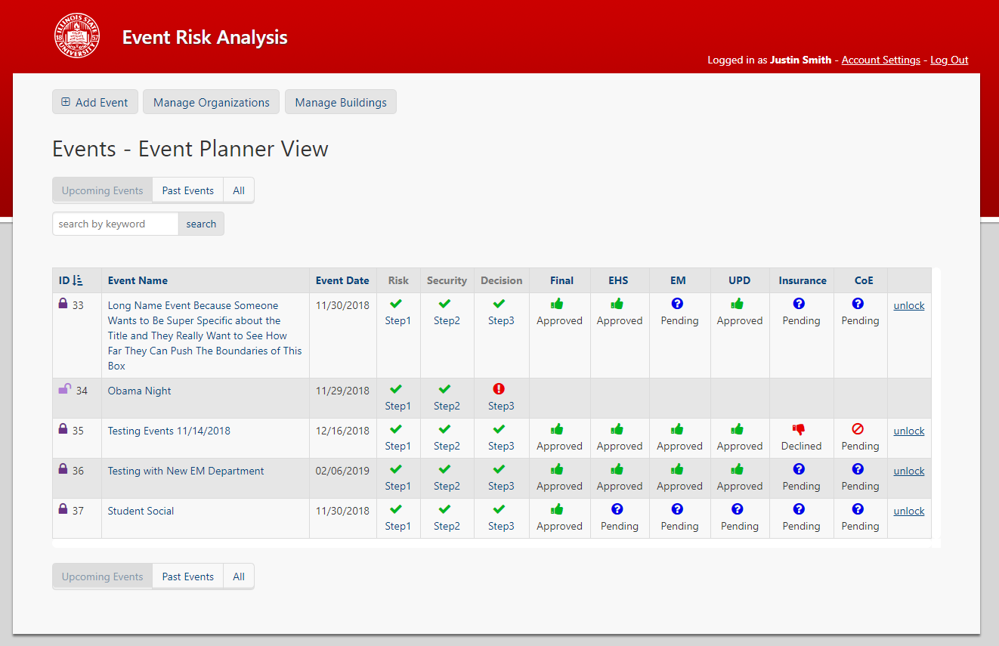 ILLINOIS STATE UNIVERSITY
18 57
Event Risk Analysis
Logged in as Justin Smith - Account Settings - Log Out
Add Event Manage Organizations Manage Buildings
Events - Event Planner View
Upcoming Events Past Events All
search by keyword search
ID Event Name Event Date Risk Security Decision Final EHS EM UPD Insurance CoE
33 Long Name Event Because Someone 11/30/2018 unlock
Wants to Be Super Specific about the Step1 Step2 Step3 Approved Approved Pending Approved Pending Pending
Title and They Really Want to See How
Far They Can Push The Boundaries of This
Box
34 Obama Night 11/29/2018
Step1 Step2 Step3
35 Testing Events 11/14/2018 12/16/2018 unlock
Step1 Step2 Step3 Approved Approved Approved Approved Declined Pending
36 Testing with New EM Department 02/06/2019 unlock
Step1 Step2 Step3 Approved Approved Approved Approved Pending Pending
37 Student Social 11/30/2018 unlock
Step1 Step2 Step3 Approved Pending Pending Pending Pending Pending
Upcoming Events Past Events All